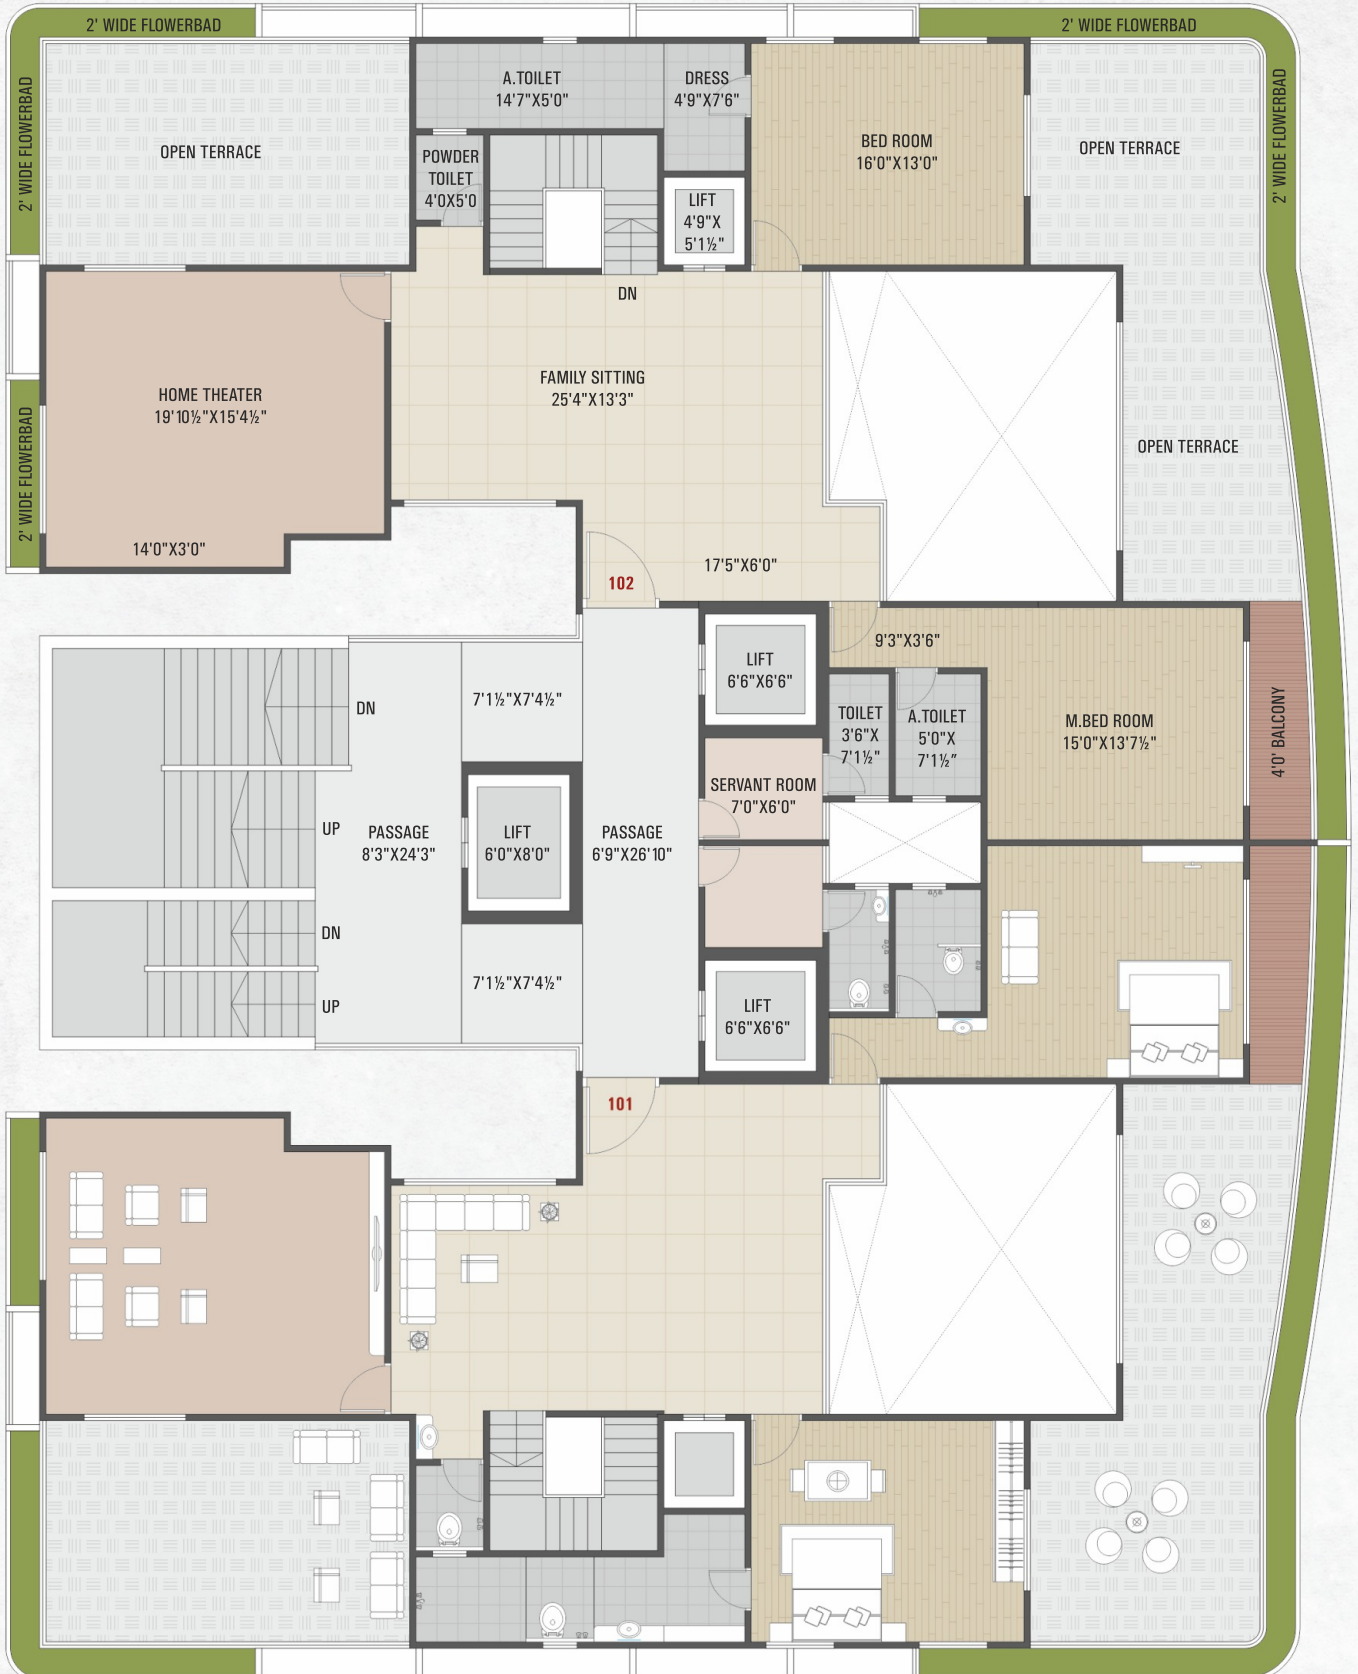 2' WIDE FLOWERBAD
2' WIDE FLOWERBAD
2' WIDE FLOWERBAD
2' WIDE FLOWERBAD
A.TOILET
14'7"X5'0"
DRESS
4'9"X7'6"
OPEN TERRACE
POWDER
TOILET
4'0X5'0
BED ROOM
16'0"X13'0"
OPEN TERRACE
LIFT
4'9"X
5'1½"
DN
HOME THEATER
19'10½"X15'4½"
FAMILY SITTING
25'4"X13'3"
OPEN TERRACE
2' WIDE FLOWERBAD
14'0"X3'0"
17'5"X6'0"
102
9'3"X3'6"
LIFT
6'6"X6'6"
7'1½"X7'4½"
DN
TOILET
3'6"X
7'1½"
A.TOILET
5'0"X
7'1½"
M.BED ROOM
15'0"X13'7½"
4'0' BALCONY
SERVANT ROOM
7'0"X6'0"
UP
PASSAGE
8'3"X24'3"
LIFT
6'0"X8'0"
PASSAGE
6'9"X26'10"
DN
7'1½"X7'4½"
UP
LIFT
6'6"X6'6"
101